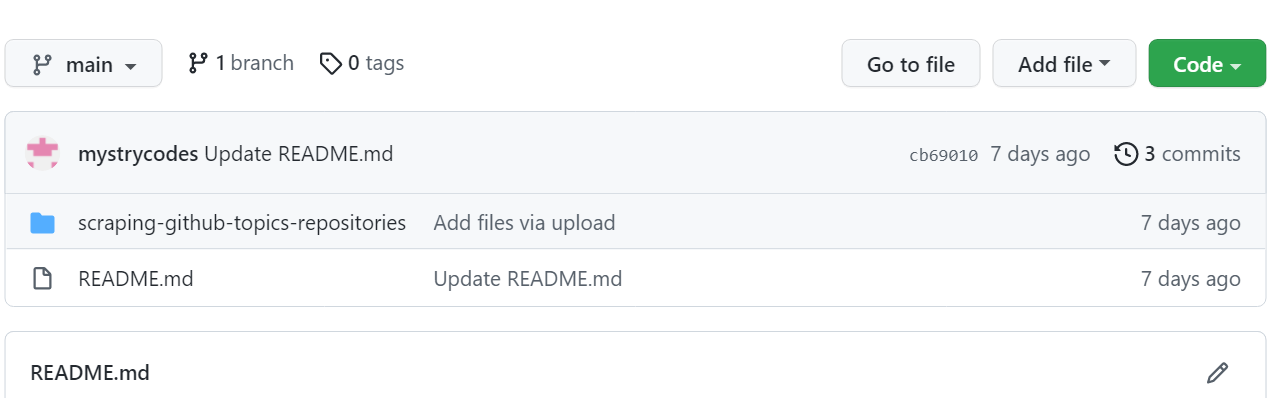 main 1 branch 0 tags Go to file Add file Code
mystrycodes Update README.md cb69010 7 days ago 3 commits
scraping-github-topics-repositories Add files via upload 7 days ago
README.md Update README.md 7 days ago
README.md